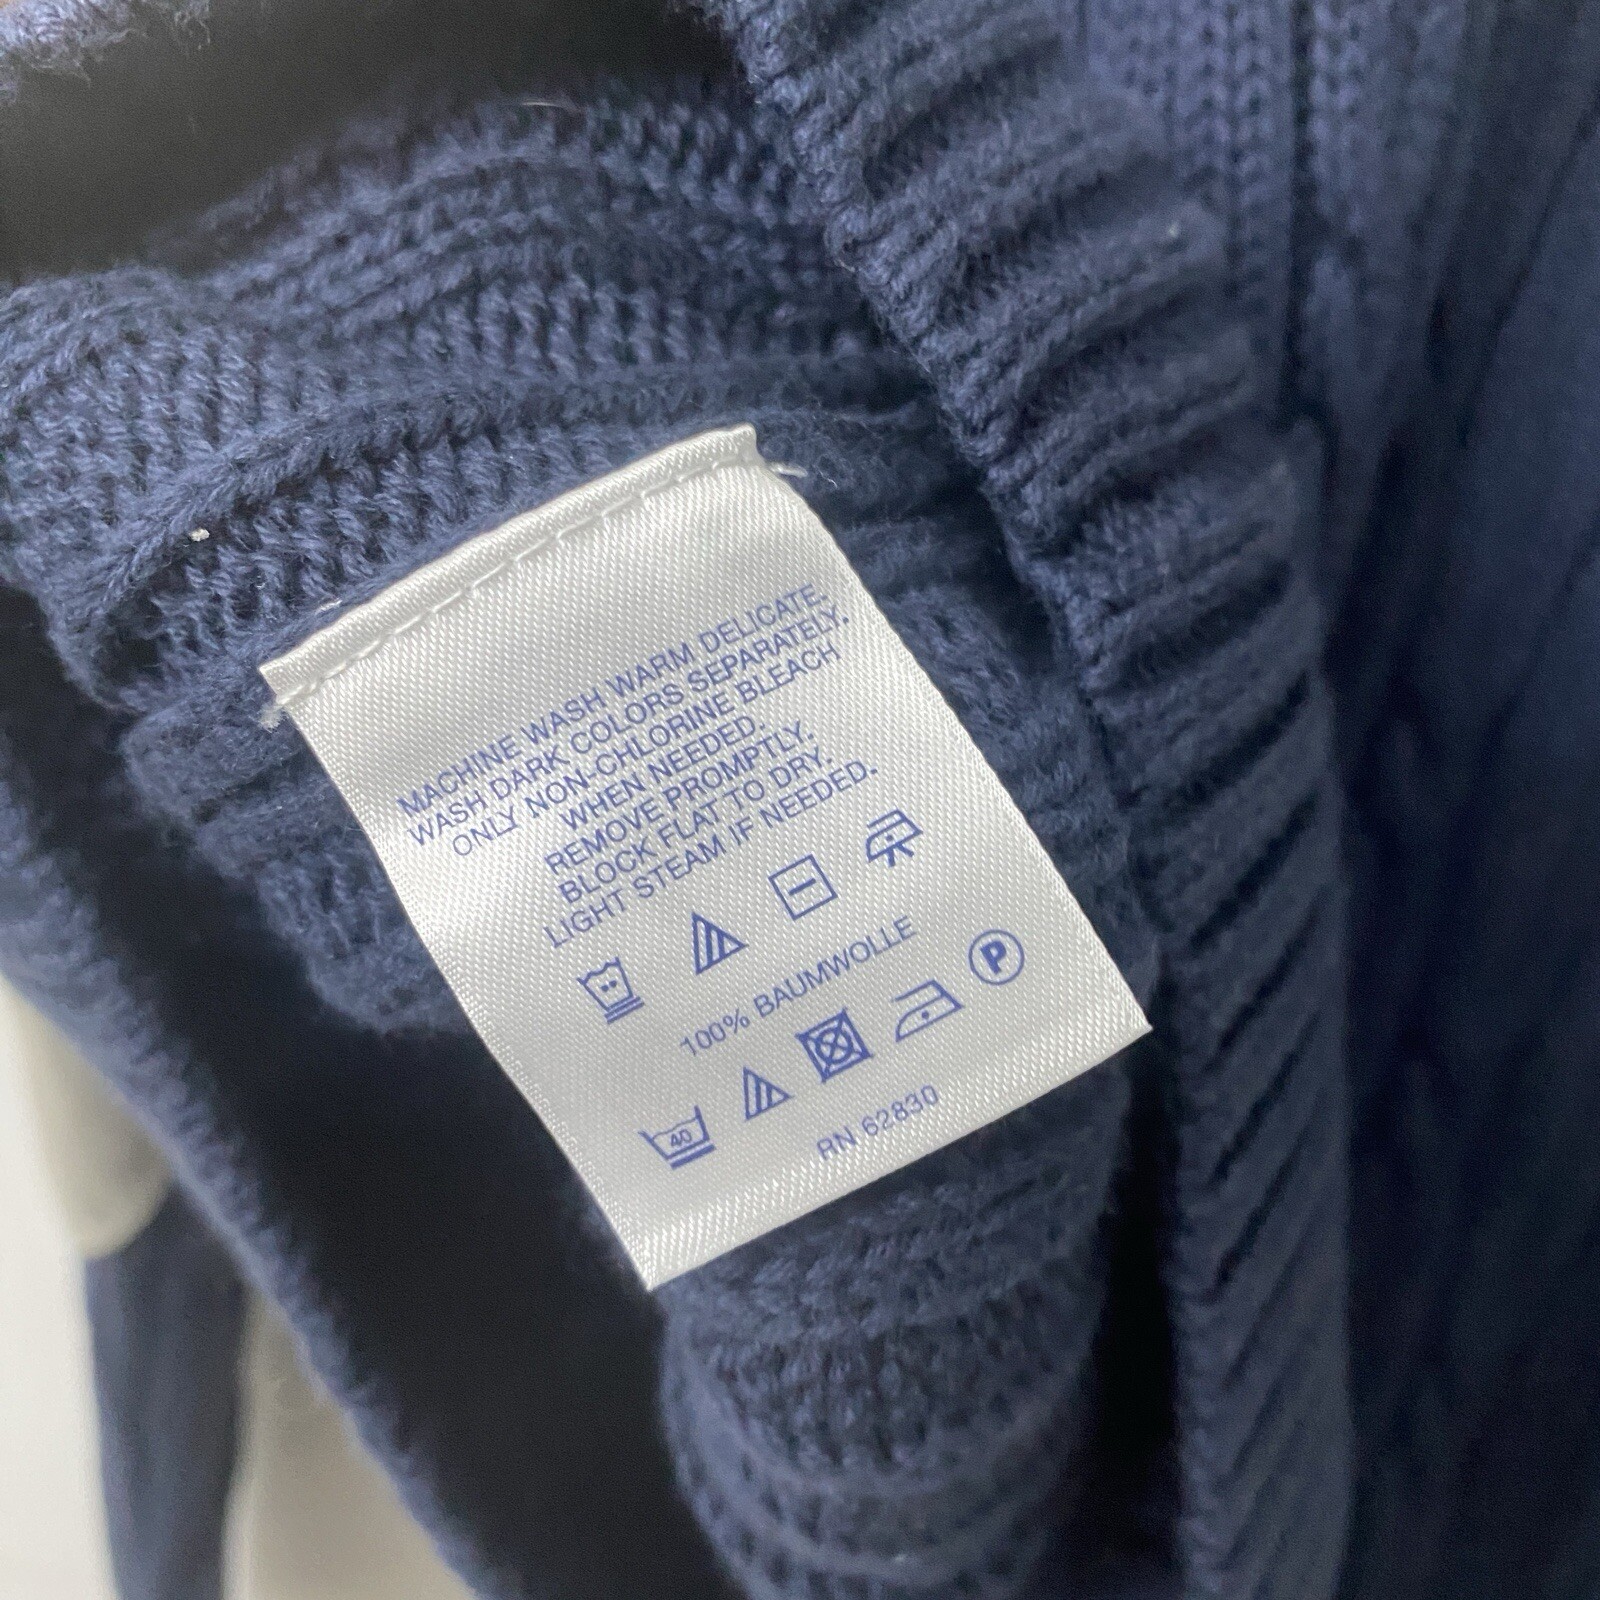 MACHINE WASH WARM DELICATE.
WASH DARK COLORS SEPARATELY.
ONLY NON-CHLORINE BLEACH
WHEN NEEDED.
REMOVE PROMPTLY.
BLOCK FLAT TO DRY.
LIGHT STEAM IF NEEDED.
100% BAUMWOLLE
P
40
RN 62830